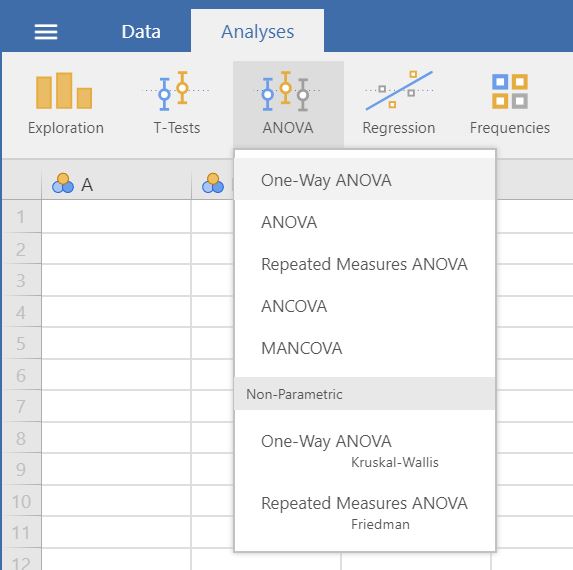 Data Analyses
Exploration T-Tests ANOVA Regression Frequencies
A
One-Way ANOVA
ANOVA
Repeated Measures ANOVA
ANCOVA
MANCOVA
Non-Parametric
One-Way ANOVA
Kruskal-Wallis
Repeated Measures ANOVA
Friedman
1
2
3
4
5
6
7
8
9
10
11
12